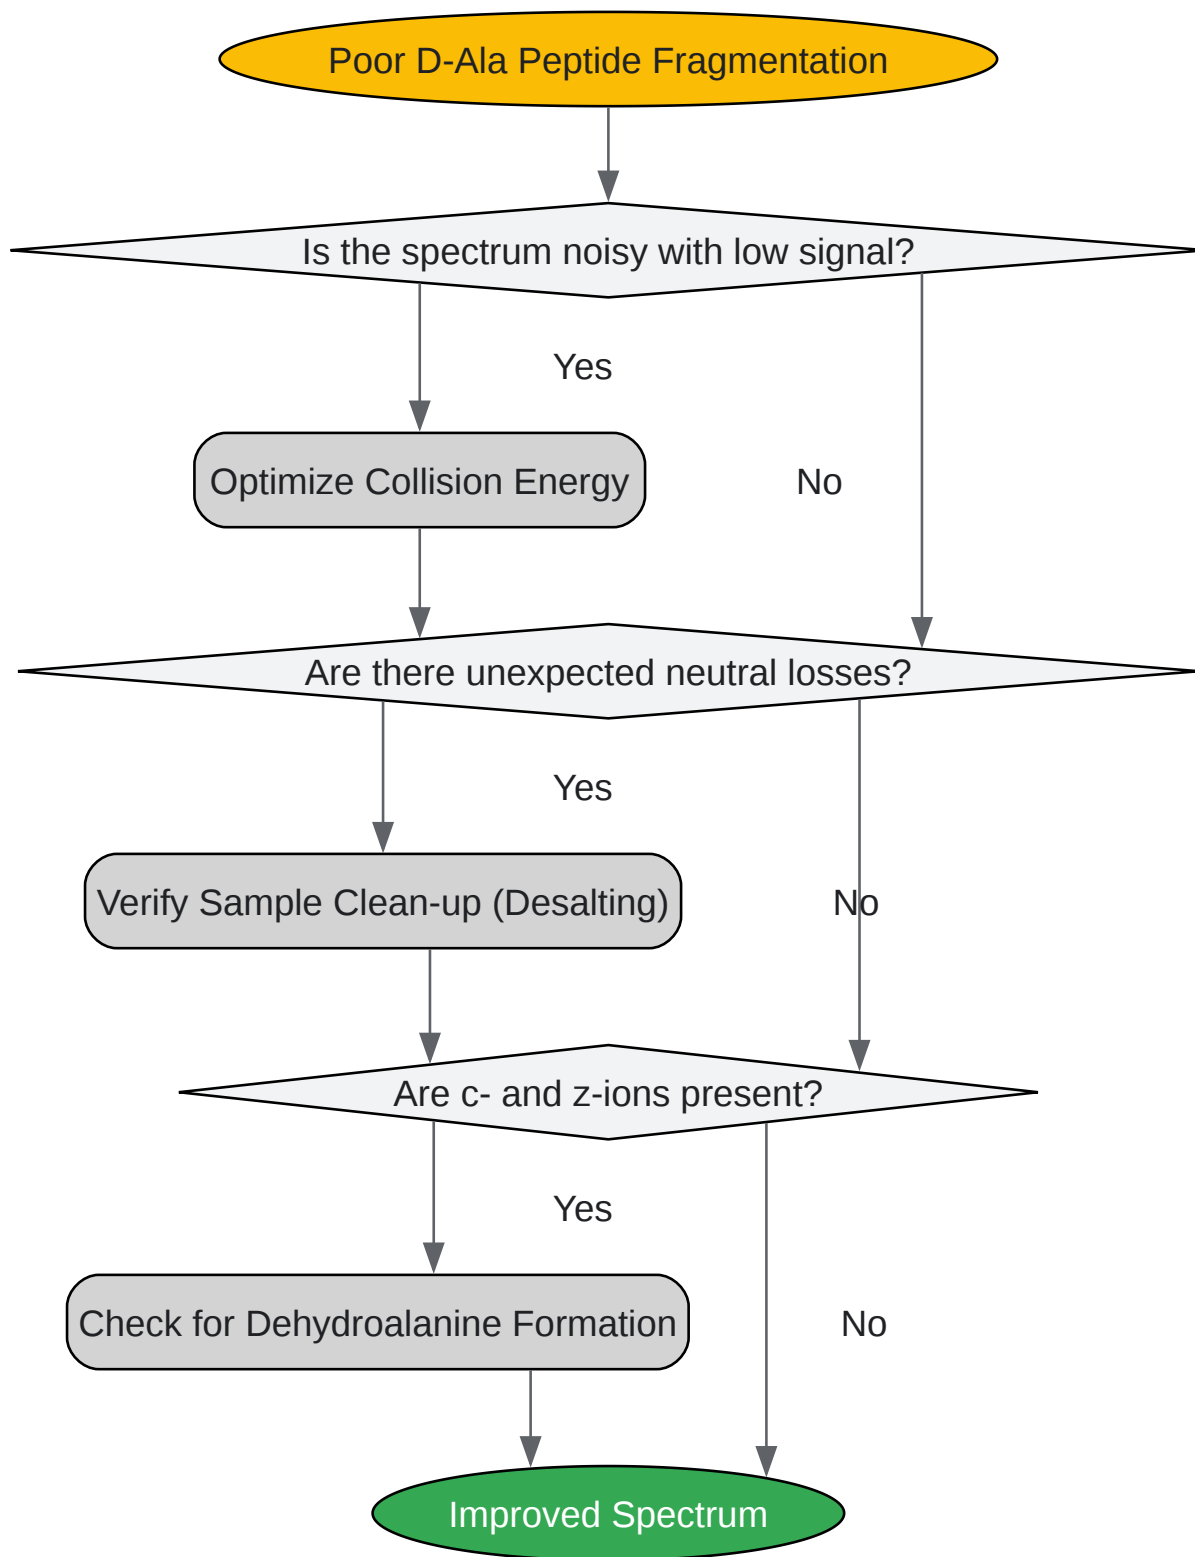 Poor D-Ala Peptide Fragmentation
Is the spectrum noisy with low signal?
Yes
Optimize Collision Energy
No
Are there unexpected neutral losses?
Yes
Verify Sample Clean-up (Desalting)
No
Are c- and z-ions present?
Yes
Check for Dehydroalanine Formation
No
Improved Spectrum